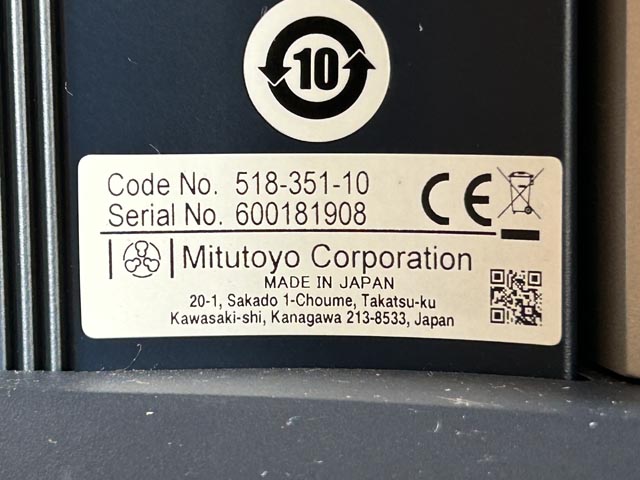 10
Code No. 518-351-10
Serial No. 600181908
CE
Mitutoyo Corporation
MADE IN JAPAN
20-1, Sakado 1-Choume, Takatsu-ku
Kawasaki-shi, Kanagawa 213-8533, Japan